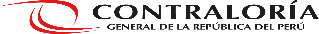 CONTRALORÍA
GENERAL DE LA REPÚBLICA DEL PERÚ